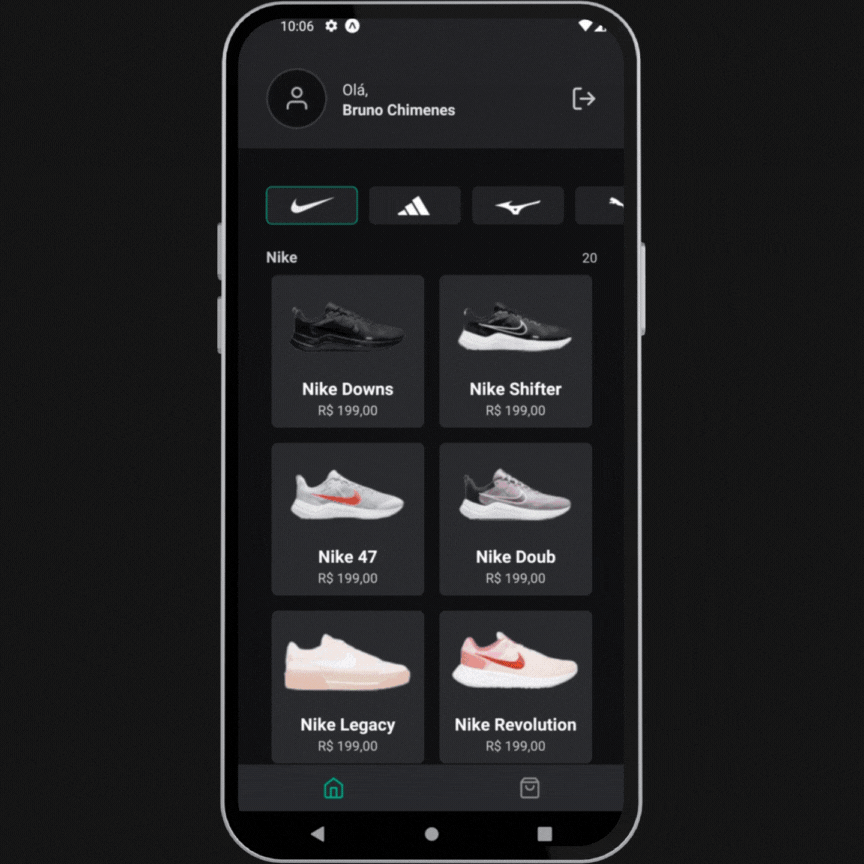 10:06
Olá,
Bruno Chimenes
Nike 20
Nike Downs Nike Shifter
R$ 199,00 R$ 199,00
Nike 47 Nike Doub
R$ 199,00 R$ 199,00
Nike Legacy Nike Revolution
R$ 199,00 R$ 199,00